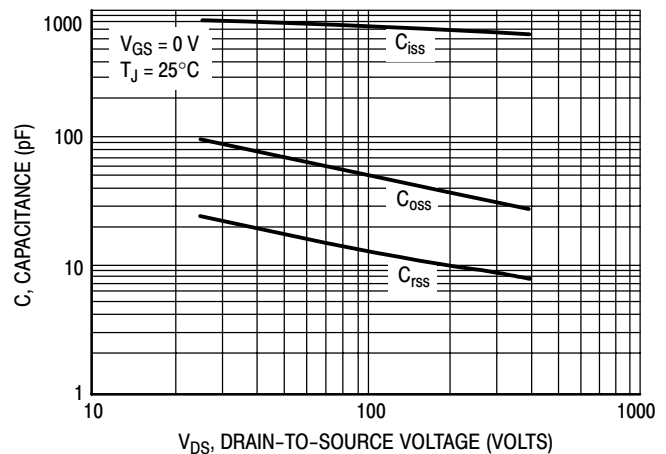 1000
V_GS = 0 V
T_J = 25°C
C_iss
100
C_oss
10
C_rss
1
10
100
1000
C, CAPACITANCE (pF)
V_DS, DRAIN-TO-SOURCE VOLTAGE (VOLTS)